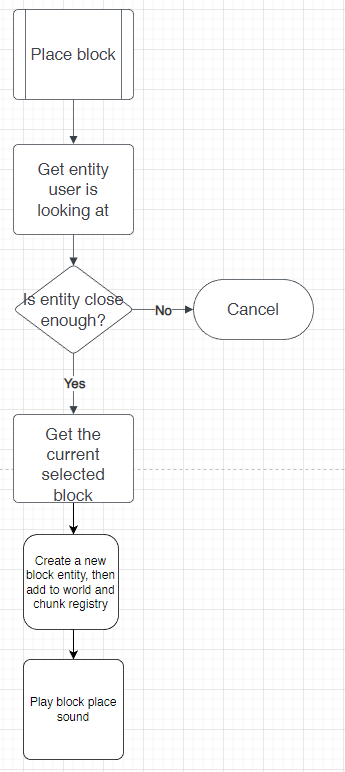 Place block
Get entity
user is
looking at
Is entity close
enough?
No
Cancel
Yes
Get the
current
selected
block
Create a new
block entity, then
add to world and
chunk registry
Play block place
sound